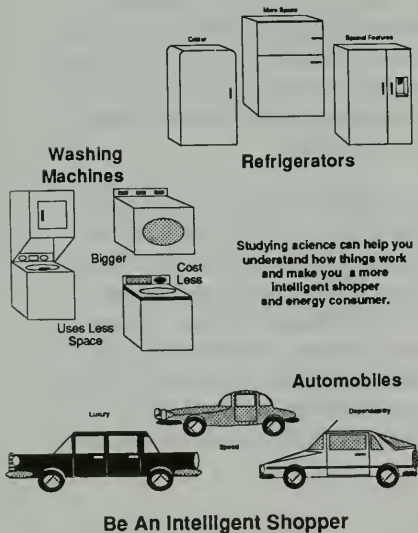 Colder
More Space
Special Features
Refrigerators
Washing
Machines
Bigger
Cost
Less
Uses Less
Space
Studying science can help you
understand how things work
and make you a more
intelligent shopper
and energy consumer.
Automobiles
Luxury
Speed
Dependability
Be An Intelligent Shopper